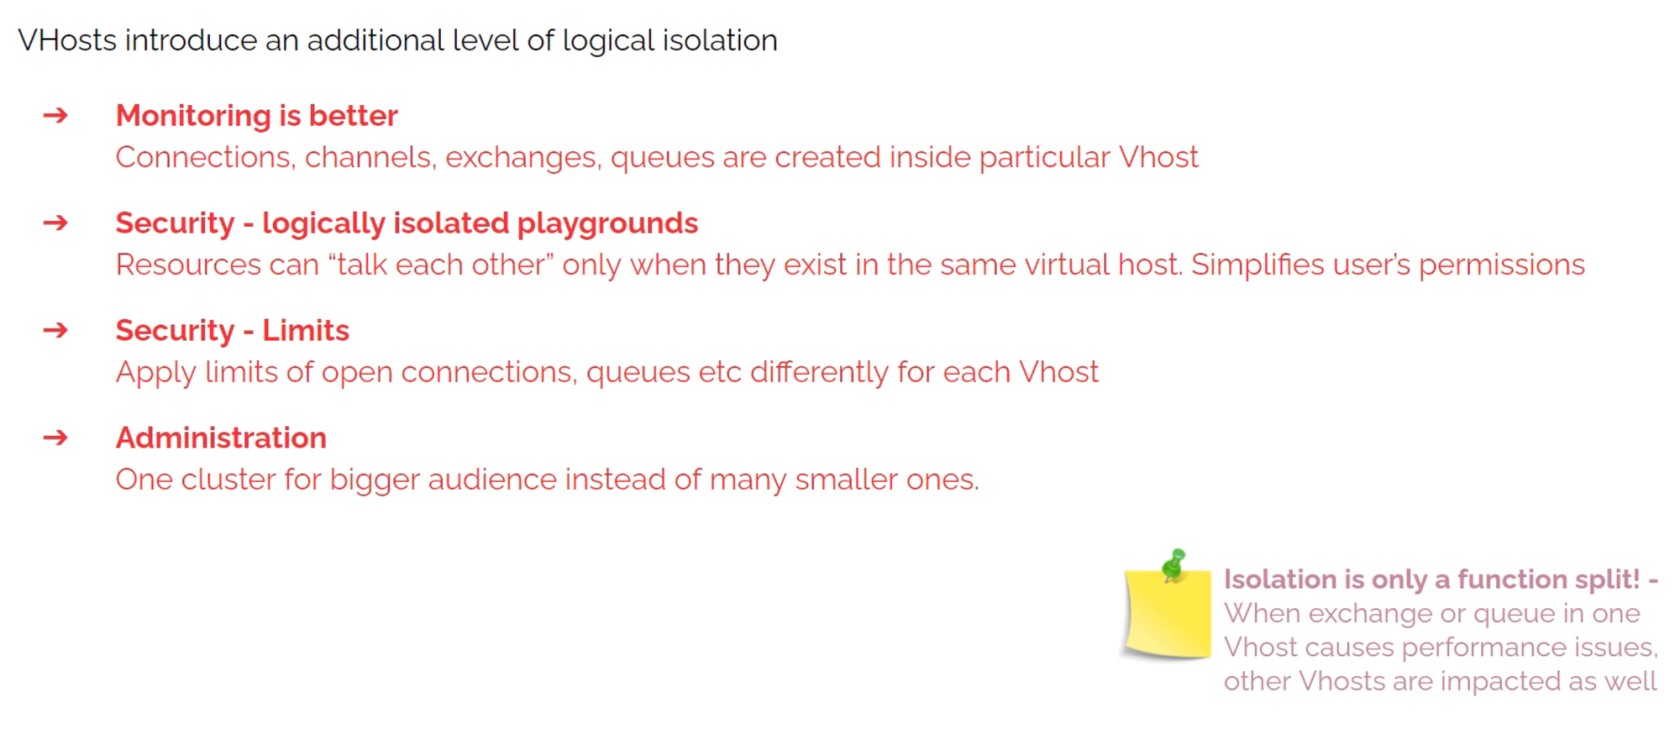 VHosts introduce an additional level of logical isolation
➔ Monitoring is better
Connections, channels, exchanges, queues are created inside particular Vhost
➔ Security - logically isolated playgrounds
Resources can “talk each other” only when they exist in the same virtual host. Simplifies user’s permissions
➔ Security - Limits
Apply limits of open connections, queues etc differently for each Vhost
➔ Administration
One cluster for bigger audience instead of many smaller ones.
Isolation is only a function split! -
When exchange or queue in one
Vhost causes performance issues,
other Vhosts are impacted as well